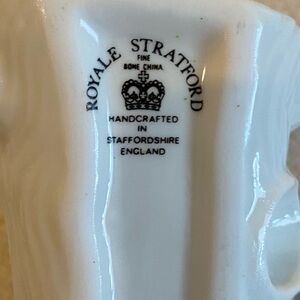 ROYALE STRATFORD
FINE
BONE CHINA
HANDCRAFTED
IN
STAFFORDSHIRE
ENGLAND